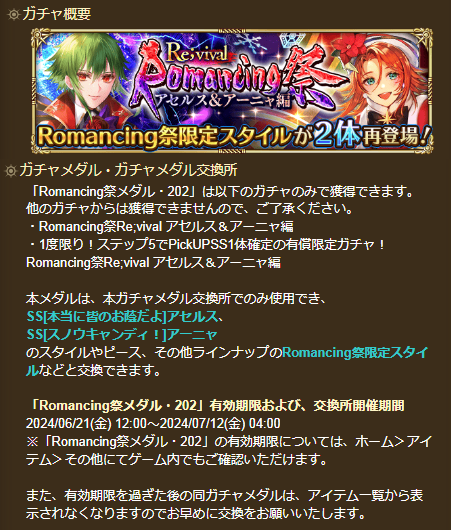 ガチャ概要
Re;vival
Romancing祭
アセルス＆アーニャ編
Romancing祭限定スタイルが2体再登場！
ガチャメダル・ガチャメダル交換所
「Romancing祭メダル・202」は以下のガチャのみで獲得できます。
他のガチャからは獲得できませんので、ご了承ください。
・Romancing祭Re;vival アセルス＆アーニャ編
・1度限り！ステップ5でPickUPSS1体確定の有償限定ガチャ！
Romancing祭Re;vival アセルス＆アーニャ編
本メダルは、本ガチャメダル交換所でのみ使用でき、
SS[本当に皆のお蔭だよ]アセルス、
SS[スノウキャンディ！]アーニャ
のスタイルやピース、その他ラインナップのRomancing祭限定スタイ
ルなどと交換できます。
「Romancing祭メダル・202」有効期限および、交換所開催期間
2024/06/21(金) 12:00～2024/07/12(金) 04:00
※「Romancing祭メダル・202」の有効期限については、ホーム＞アイ
テム＞その他にてゲーム内でもご確認いただけます。
また、有効期限を過ぎた後の同ガチャメダルは、アイテム一覧から表
示されなくなりますのでお早めに交換をお願いいたします。